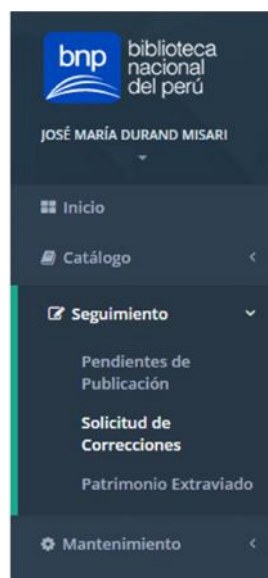 bnp
biblioteca
nacional
del perú
JOSÉ MARÍA DURAND MISARI
Inicio
Catálogo
Seguimiento
Pendientes de
Publicación
Solicitud de
Correcciones
Patrimonio Extraviado
Mantenimiento